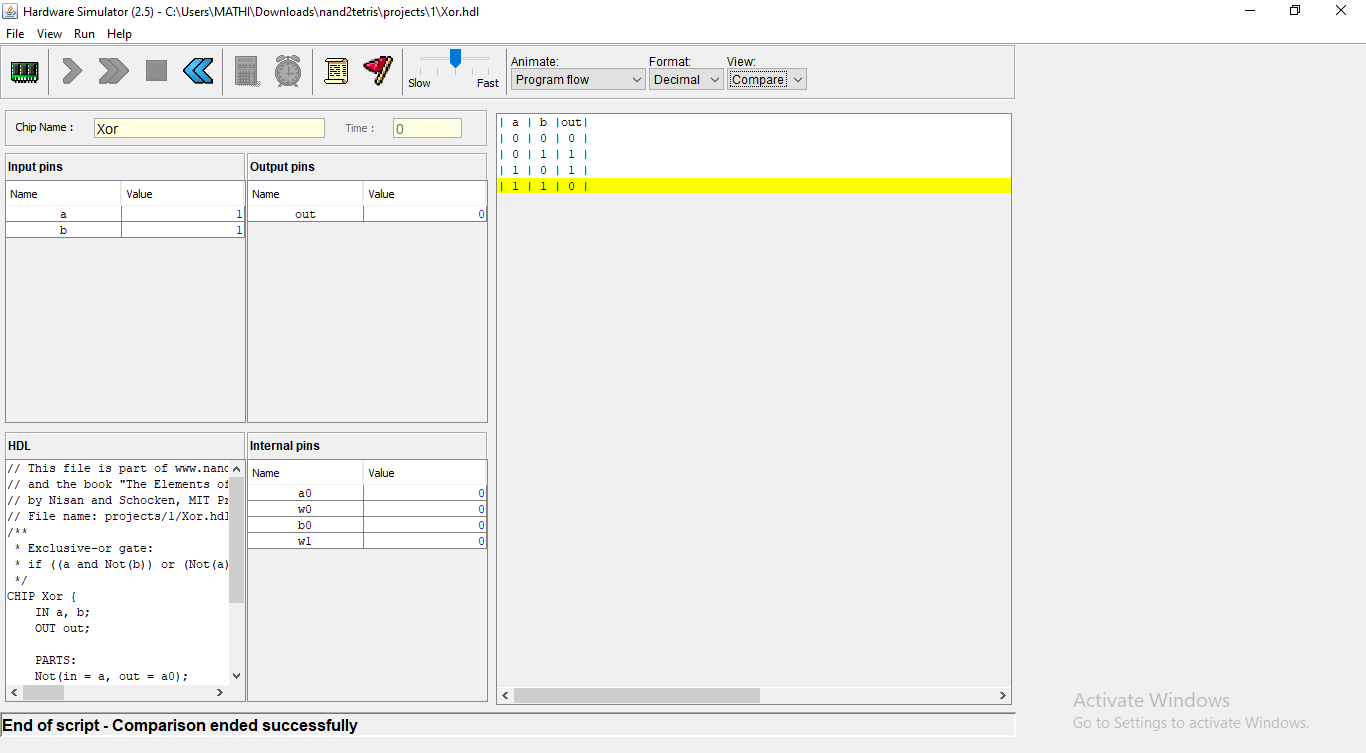 Hardware Simulator (2.5) - C:\Users\MATHI\Downloads\nand2tetris\projects\1\Xor.hdl
File View Run Help
Slow Fast
Animate: Format: View:
Program flow Decimal Compare
Chip Name : Xor Time : 0
Input pins
Name Value
a 1
b 1
Output pins
Name Value
out 0
| a | b |out|
| 0 | 0 | 0 |
| 0 | 1 | 1 |
| 1 | 0 | 1 |
| 1 | 1 | 0 |
HDL
// This file is part of www.nand
// and the book "The Elements of
// by Nisan and Schocken, MIT Pr
// File name: projects/1/Xor.hdl
/**
* Exclusive-or gate:
* if ((a and Not(b)) or (Not(a)
*/
CHIP Xor {
IN a, b;
OUT out;
PARTS:
Not(in = a, out = a0);
Internal pins
Name Value
a0 0
w0 0
b0 0
w1 0
End of script - Comparison ended successfully
Activate Windows
Go to Settings to activate Windows.